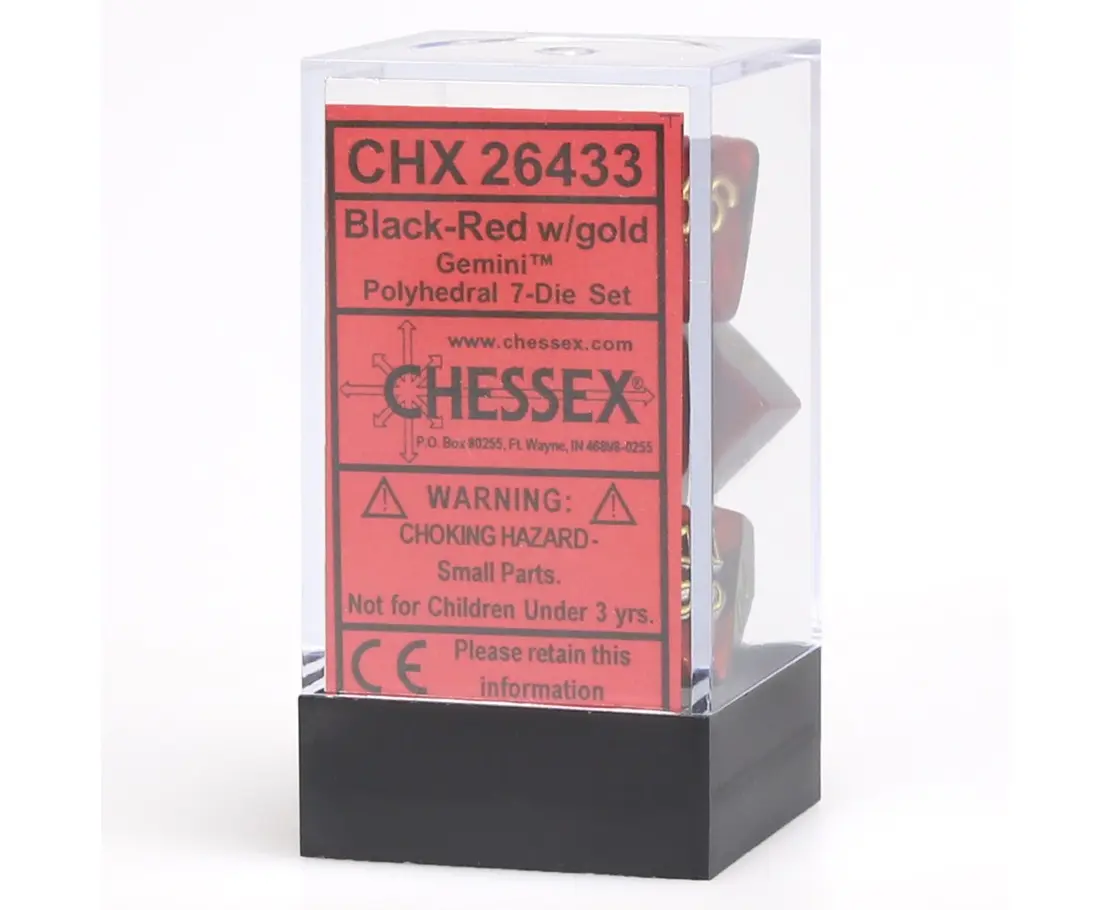 CHX 26433
Black-Red w/gold
Gemini™
Polyhedral 7-Die Set
www.chessex.com
CHESSEX®
P.O. Box 80255, Ft. Wayne, IN 46898-0255
WARNING:
CHOKING HAZARD-
Small Parts.
Not for Children Under 3 yrs.
CE
Please retain this
information